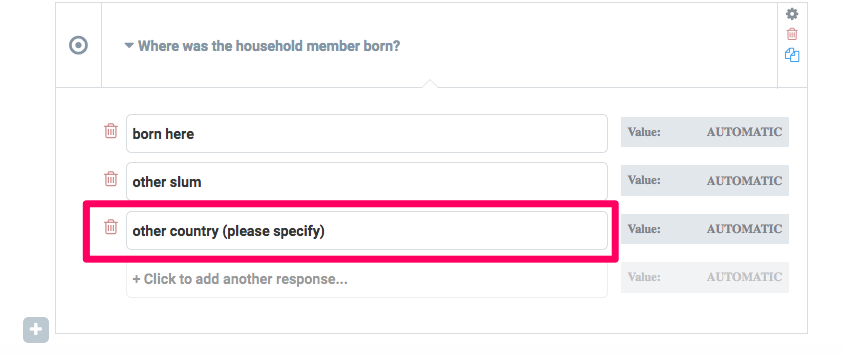 Where was the household member born?
born here Value: AUTOMATIC
other slum Value: AUTOMATIC
other country (please specify) Value: AUTOMATIC
+ Click to add another response... Value: AUTOMATIC